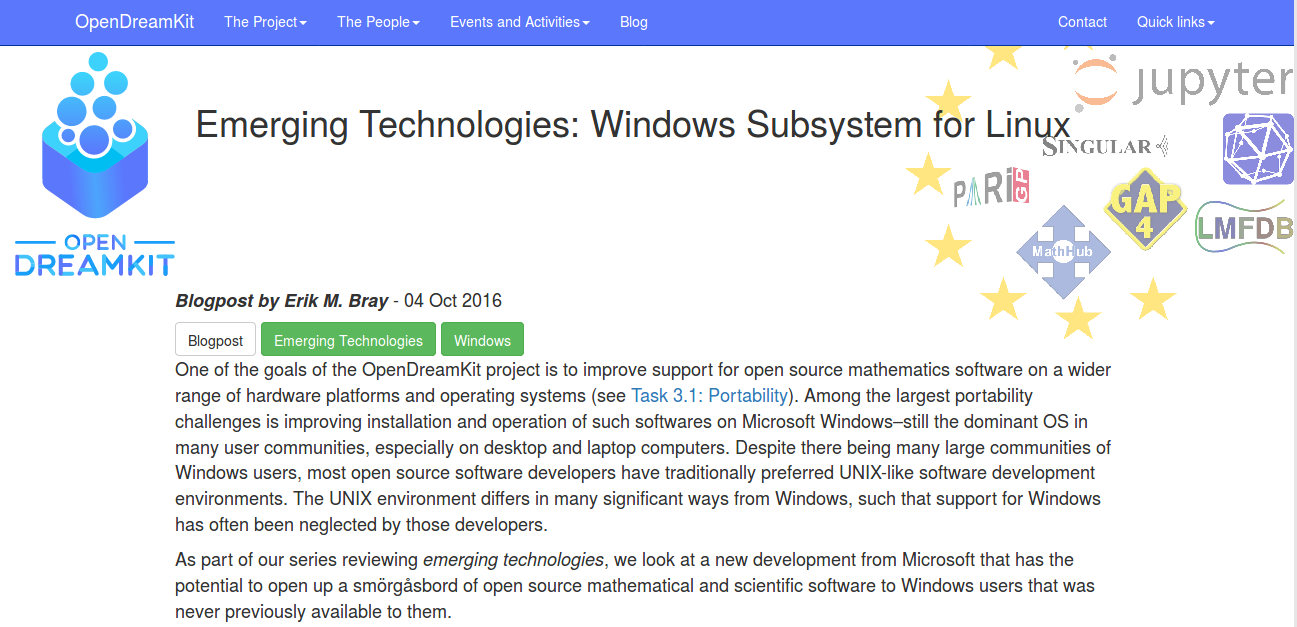 OpenDreamKit The Project The People Events and Activities Blog Contact Quick links
jupyter
Emerging Technologies: Windows Subsystem for Linux
SINGULAR
PARI GP
GAP
4
LMFDB
MathHub
OPEN
DREAMKIT
Blogpost by Erik M. Bray - 04 Oct 2016
Blogpost Emerging Technologies Windows
One of the goals of the OpenDreamKit project is to improve support for open source mathematics software on a wider
range of hardware platforms and operating systems (see Task 3.1: Portability). Among the largest portability
challenges is improving installation and operation of such softwares on Microsoft Windows–still the dominant OS in
many user communities, especially on desktop and laptop computers. Despite there being many large communities of
Windows users, most open source software developers have traditionally preferred UNIX-like software development
environments. The UNIX environment differs in many significant ways from Windows, such that support for Windows
has often been neglected by those developers.
As part of our series reviewing emerging technologies, we look at a new development from Microsoft that has the
potential to open up a smörgåsbord of open source mathematical and scientific software to Windows users that was
never previously available to them.